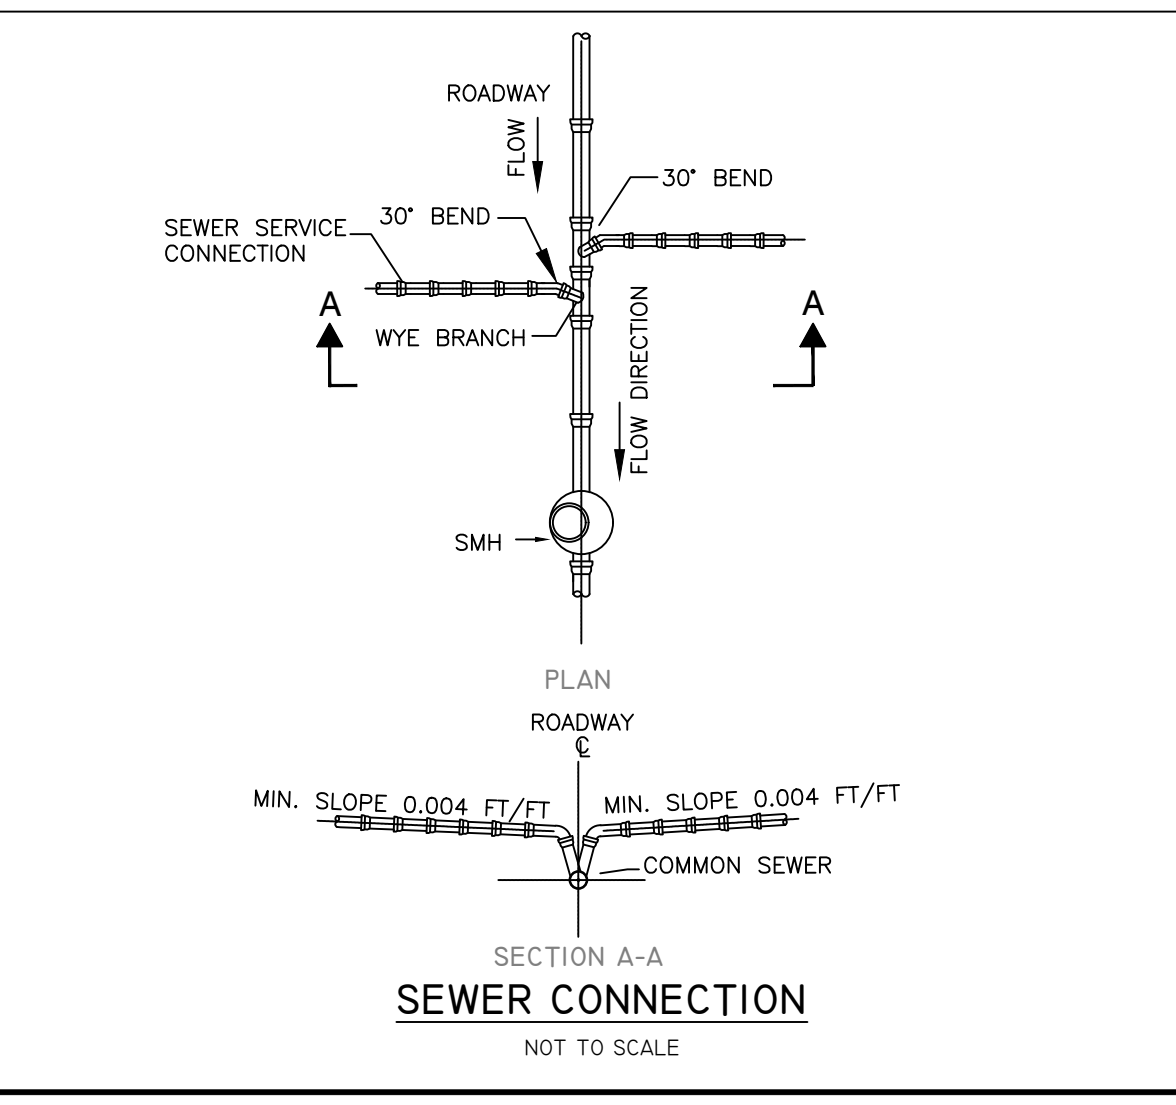 ROADWAY
FLOW
30° BEND
30° BEND
SEWER SERVICE
CONNECTION
A
A
WYE BRANCH
FLOW DIRECTION
SMH
PLAN
ROADWAY
℄
MIN. SLOPE 0.004 FT/FT
MIN. SLOPE 0.004 FT/FT
COMMON SEWER
SECTION A-A
SEWER CONNECTION
NOT TO SCALE